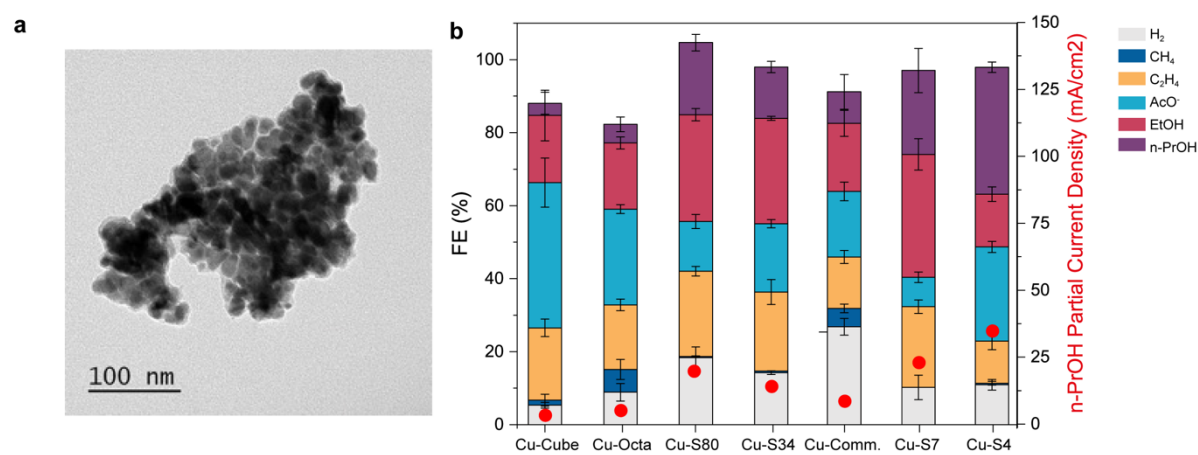 a
100 nm
b
FE (%)
100
80
60
40
20
0
Cu-Cube Cu-Octa Cu-S80 Cu-S34 Cu-Comm. Cu-S7 Cu-S4
150
125
100
75
50
25
0
n-PrOH Partial Current Density (mA/cm2)
H₂
CH₄
C₂H₄
AcO⁻
EtOH
n-PrOH